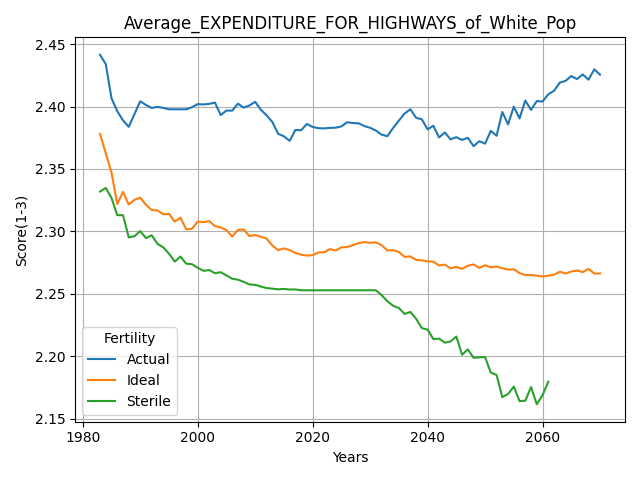 Average_EXPENDITURE_FOR_HIGHWAYS_of_White_Pop
2.45
2.40
2.35
2.30
2.25
2.20
2.15
Score(1-3)
Fertility
Actual
Ideal
Sterile
1980 2000 2020 2040 2060
Years